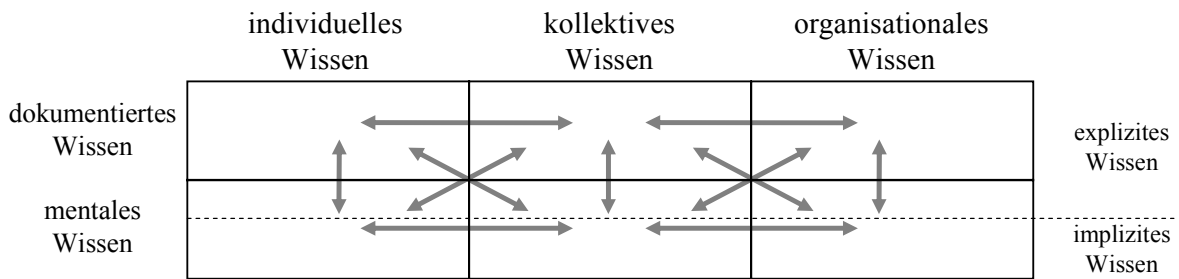 individuelles
Wissen
kollektives
Wissen
organisationales
Wissen
dokumentiertes
Wissen
explizites
Wissen
mentales
Wissen
implizites
Wissen